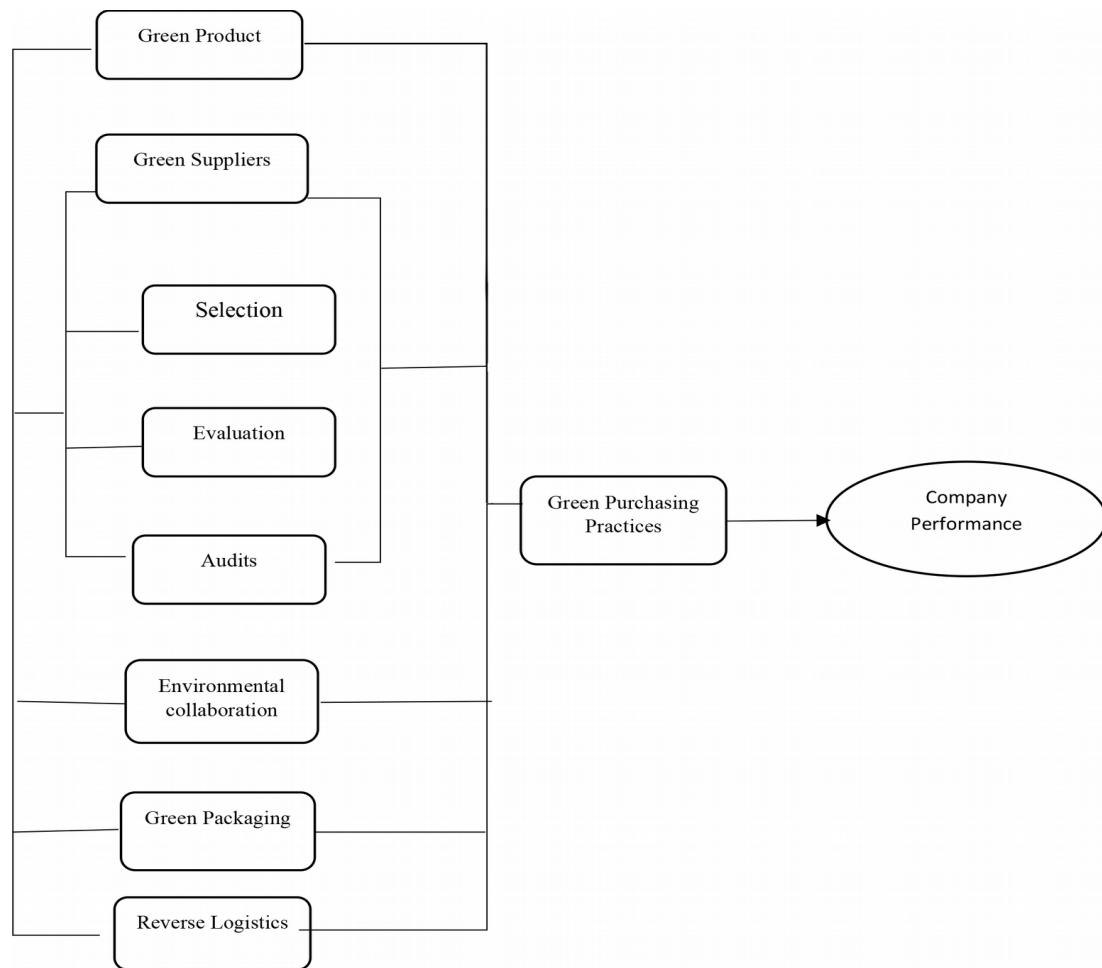 Green Product
Green Suppliers
Selection
Evaluation
Audits
Environmental
collaboration
Green Packaging
Reverse Logistics
Green Purchasing
Practices
Company
Performance